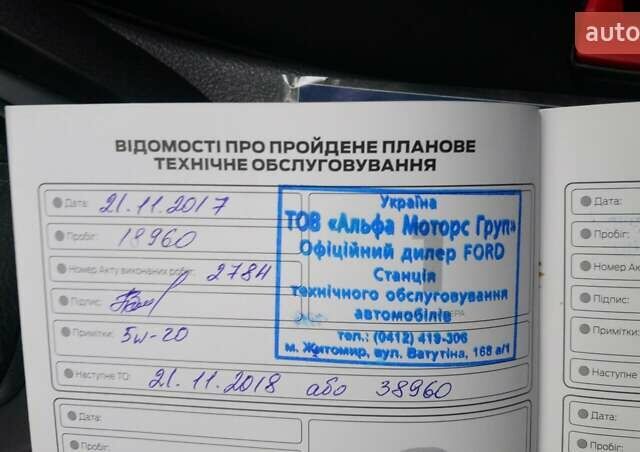 auto
ВІДОМОСТІ ПРО ПРОЙДЕНЕ ПЛАНОВЕ
ТЕХНІЧНЕ ОБСЛУГОВУВАННЯ
Дата: 21.11.2017
Пробіг: 18960
Номер Акту виконаних робіт: 2784
Підпис:
Примітки: 5w-20
Наступне ТО: 21.11.2018 або 38960
Україна
ТОВ «Альфа Моторс Груп»
Офіційний дилер FORD
Станція
технічного обслуговування
автомобілів
тел.: (0412) 419-306
м. Житомир, вул. Ватутіна, 168 а/1
Дата:
Пробіг:
Дата:
Пробіг:
Номер Ак
Підпис:
Примітки:
Наступне
Дата:
Пробіг: